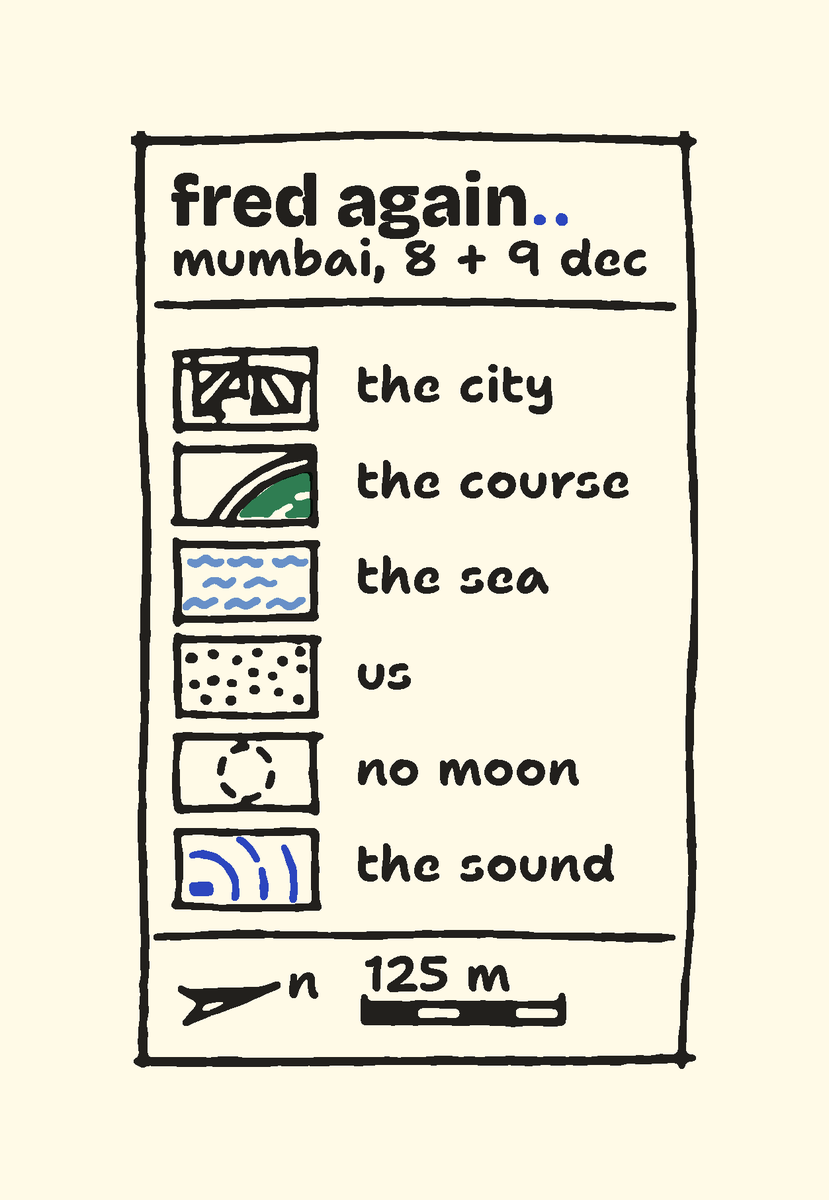 fred again..
mumbai, 8 + 9 dec
the city
the course
the sea
us
no moon
the sound
n
125 m